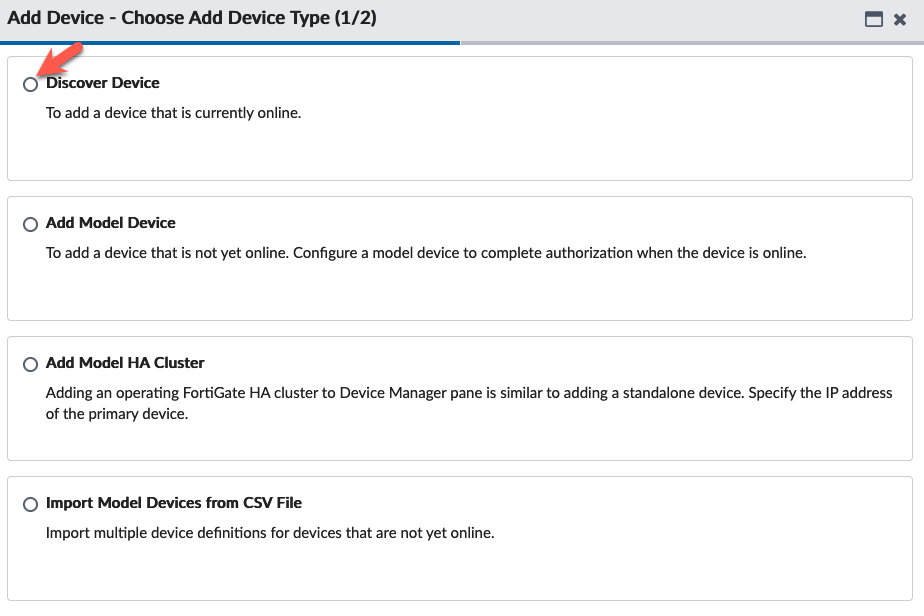 Add Device - Choose Add Device Type (1/2)
Discover Device
To add a device that is currently online.
Add Model Device
To add a device that is not yet online. Configure a model device to complete authorization when the device is online.
Add Model HA Cluster
Adding an operating FortiGate HA cluster to Device Manager pane is similar to adding a standalone device. Specify the IP address
of the primary device.
Import Model Devices from CSV File
Import multiple device definitions for devices that are not yet online.